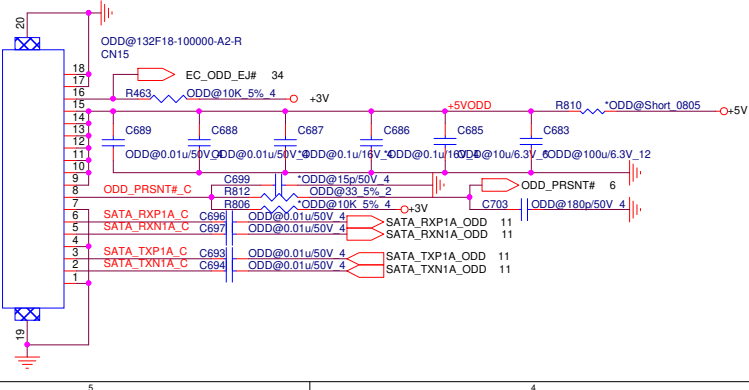 20
ODD@132F18-100000-A2-R
CN15
18
17
16
15
14
13
12
11
10
9
8
7
6
5
4
3
2
1
19
EC_ODD_EJ# 34
R463 ODD@10K_5%_4 +3V
+5VODD R810 *ODD@Short_0805 +5V
C689 C688 C687 C686 C685 C683
ODD@0.01u/50V_4 ODD@0.01u/50V_4 *ODD@0.1u/16V_4 ODD@0.1u/16V_4 ODD@10u/6.3V_6 *ODD@100u/6.3V_12
C699 *ODD@15p/50V_4
ODD_PRSNT#_C R812 ODD@33_5%_2 ODD_PRSNT# 6
R806 *ODD@10K_5%_4 +3V C703 ODD@180p/50V_4
SATA_RXP1A_C C696 ODD@0.01u/50V_4 SATA_RXP1A_ODD 11
SATA_RXN1A_C C697 ODD@0.01u/50V_4 SATA_RXN1A_ODD 11
SATA_TXP1A_C C693 ODD@0.01u/50V_4 SATA_TXP1A_ODD 11
SATA_TXN1A_C C694 ODD@0.01u/50V_4 SATA_TXN1A_ODD 11
5 4